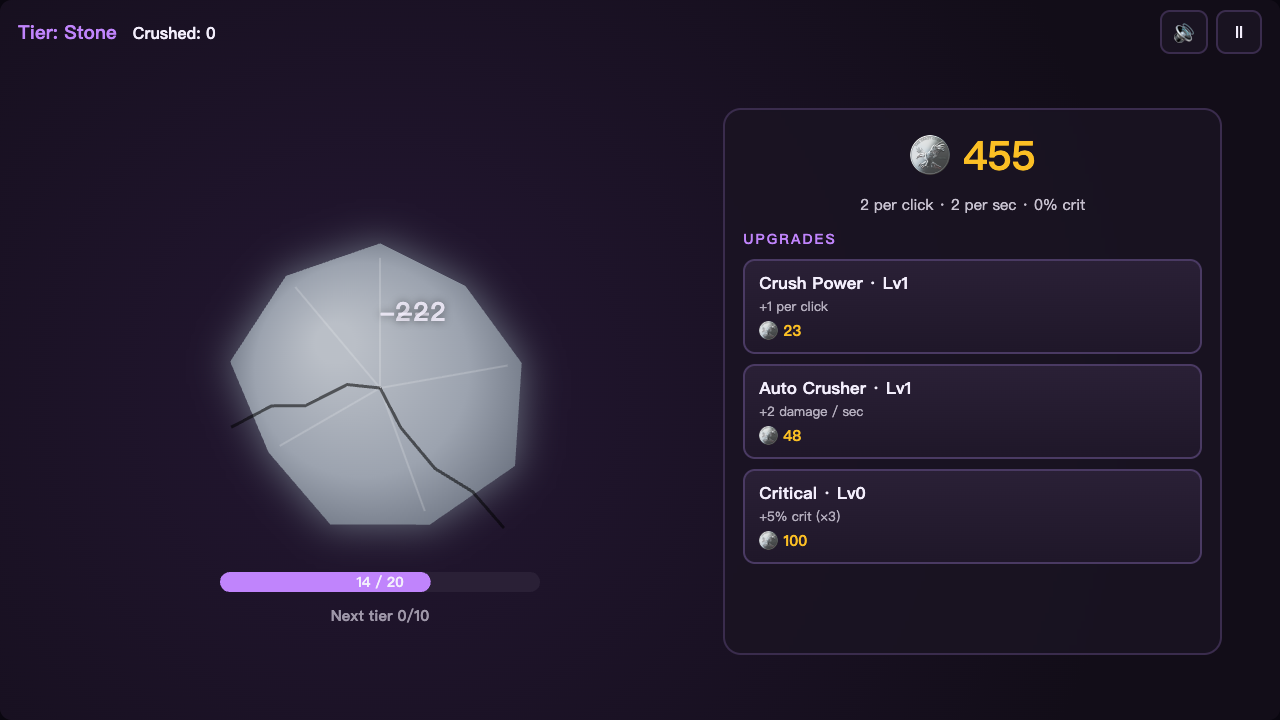 Tier: Stone Crushed: 0
455
2 per click · 2 per sec · 0% crit
UPGRADES
Crush Power · Lv1
+1 per click
23
Auto Crusher · Lv1
+2 damage / sec
48
Critical · Lv0
+5% crit (×3)
100
14 / 20
Next tier 0/10